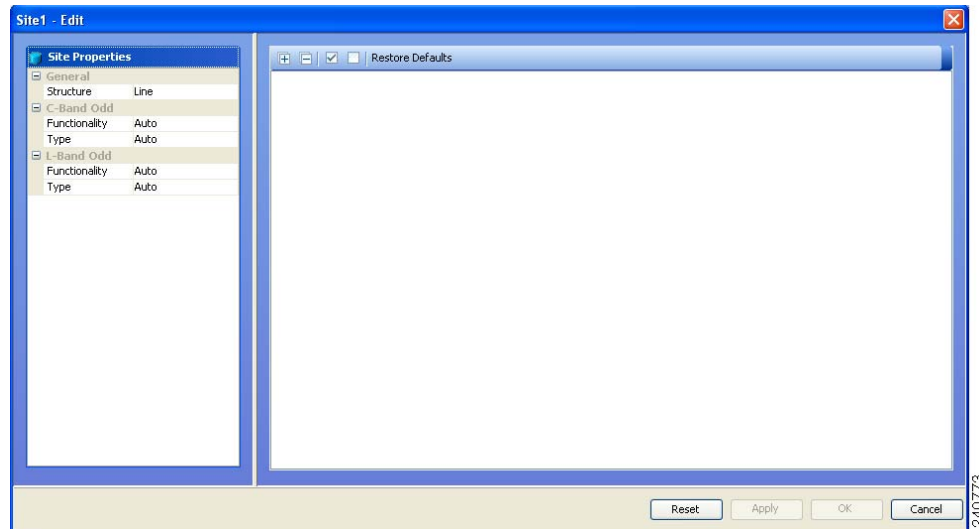 Site1 - Edit
Site Properties
General
Structure Line
C-Band Odd
Functionality Auto
Type Auto
L-Band Odd
Functionality Auto
Type Auto
Restore Defaults
Reset Apply OK Cancel